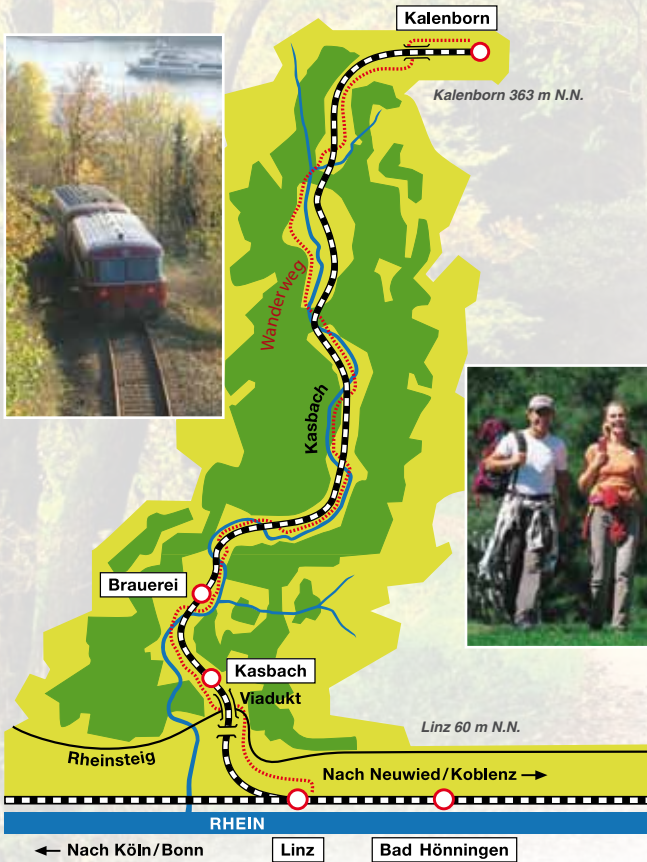 Kalenborn
Kalenborn 363 m N.N.
Wanderweg
Kasbach
Brauerei
Kasbach
Viadukt
Linz 60 m N.N.
Rheinsteig
Nach Neuwied/Koblenz →
RHEIN
← Nach Köln/Bonn
Linz
Bad Hönningen